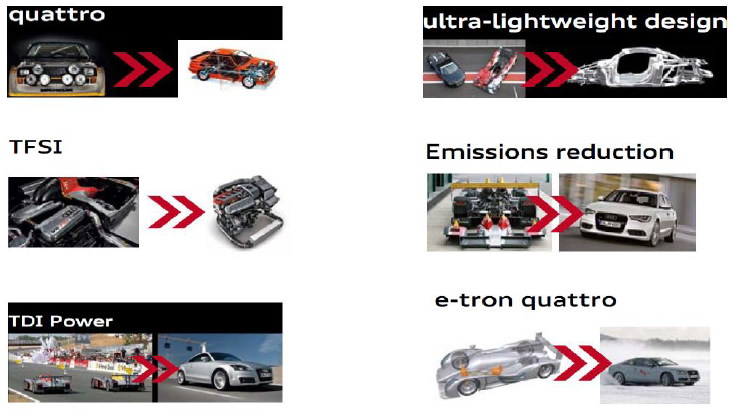 quattro
ultra-lightweight design
TFSI
Emissions reduction
TDI Power
e-tron quattro